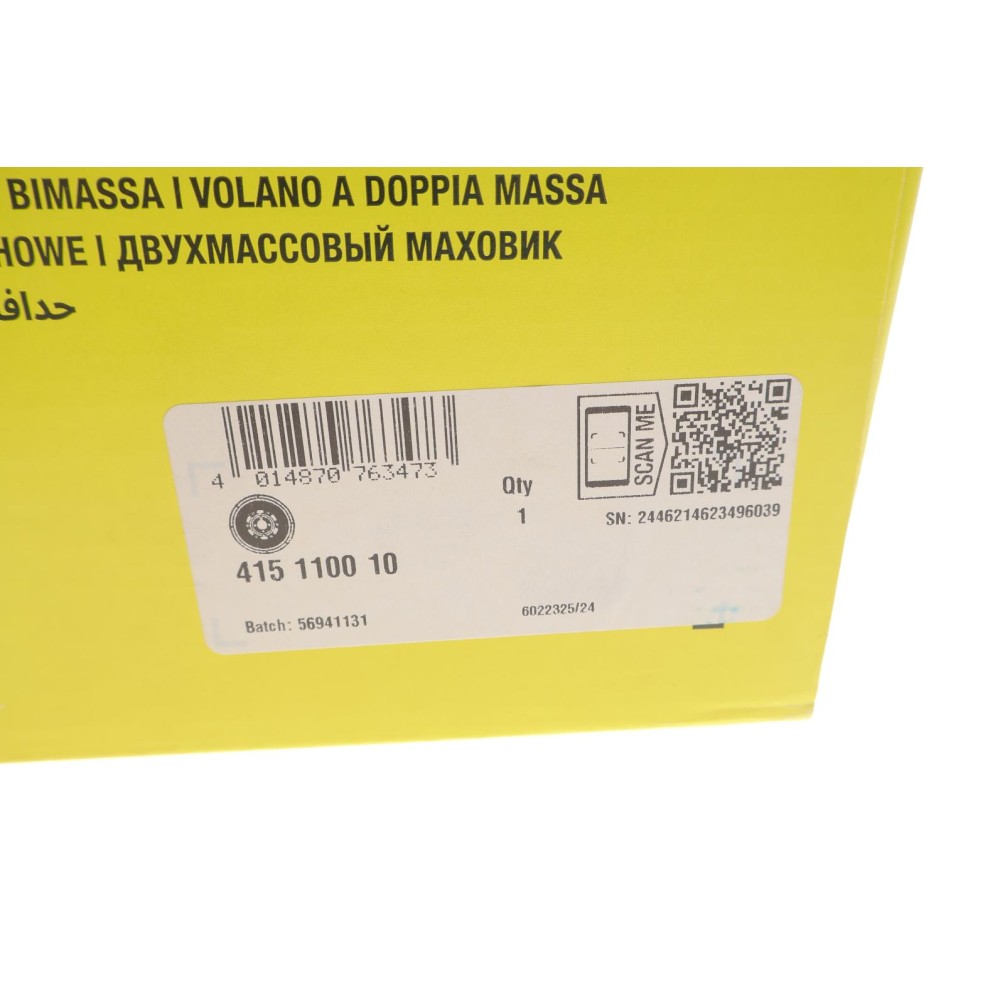 BIMASSA | VOLANO A DOPPIA MASSA
HOWE | ДВУХМАССОВЫЙ МАХОВИК
حدافة
4 014870 763473
SCAN ME
Qty
1
SN: 2446214623496039
415 1100 10
Batch: 56941131
6022325/24